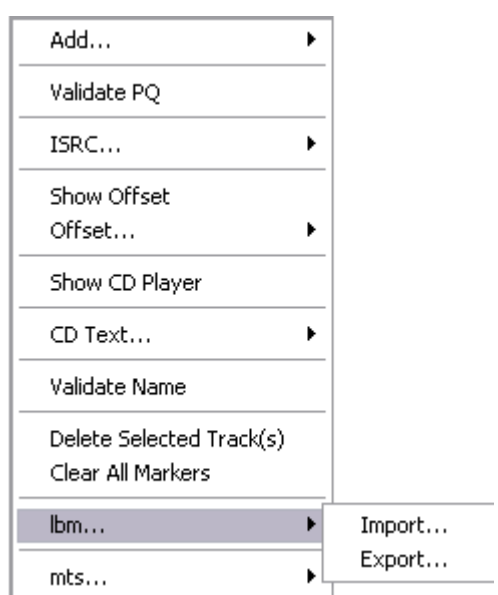 Add...
Validate PQ
ISRC...
Show Offset
Offset...
Show CD Player
CD Text...
Validate Name
Delete Selected Track(s)
Clear All Markers
lbm...
Import...
Export...
mts...